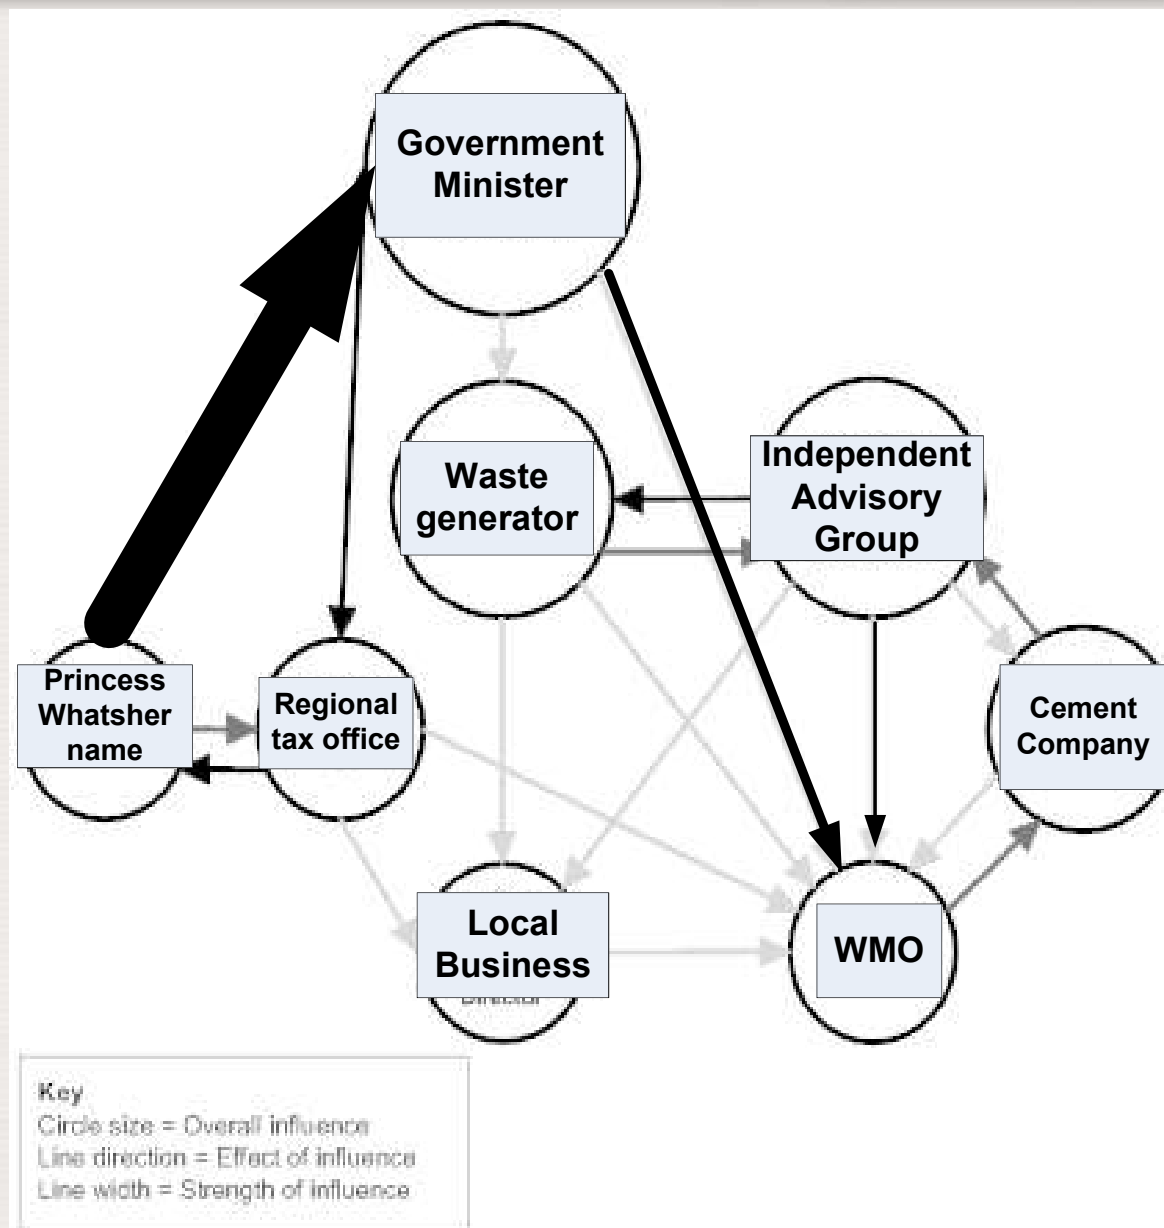 Government
Minister
Waste
generator
Independent
Advisory
Group
Princess
Whatsher
name
Regional
tax office
Cement
Company
Local
Business
WMO
Director
Key
Circle size = Overall influence
Line direction = Effect of influence
Line width = Strength of influence